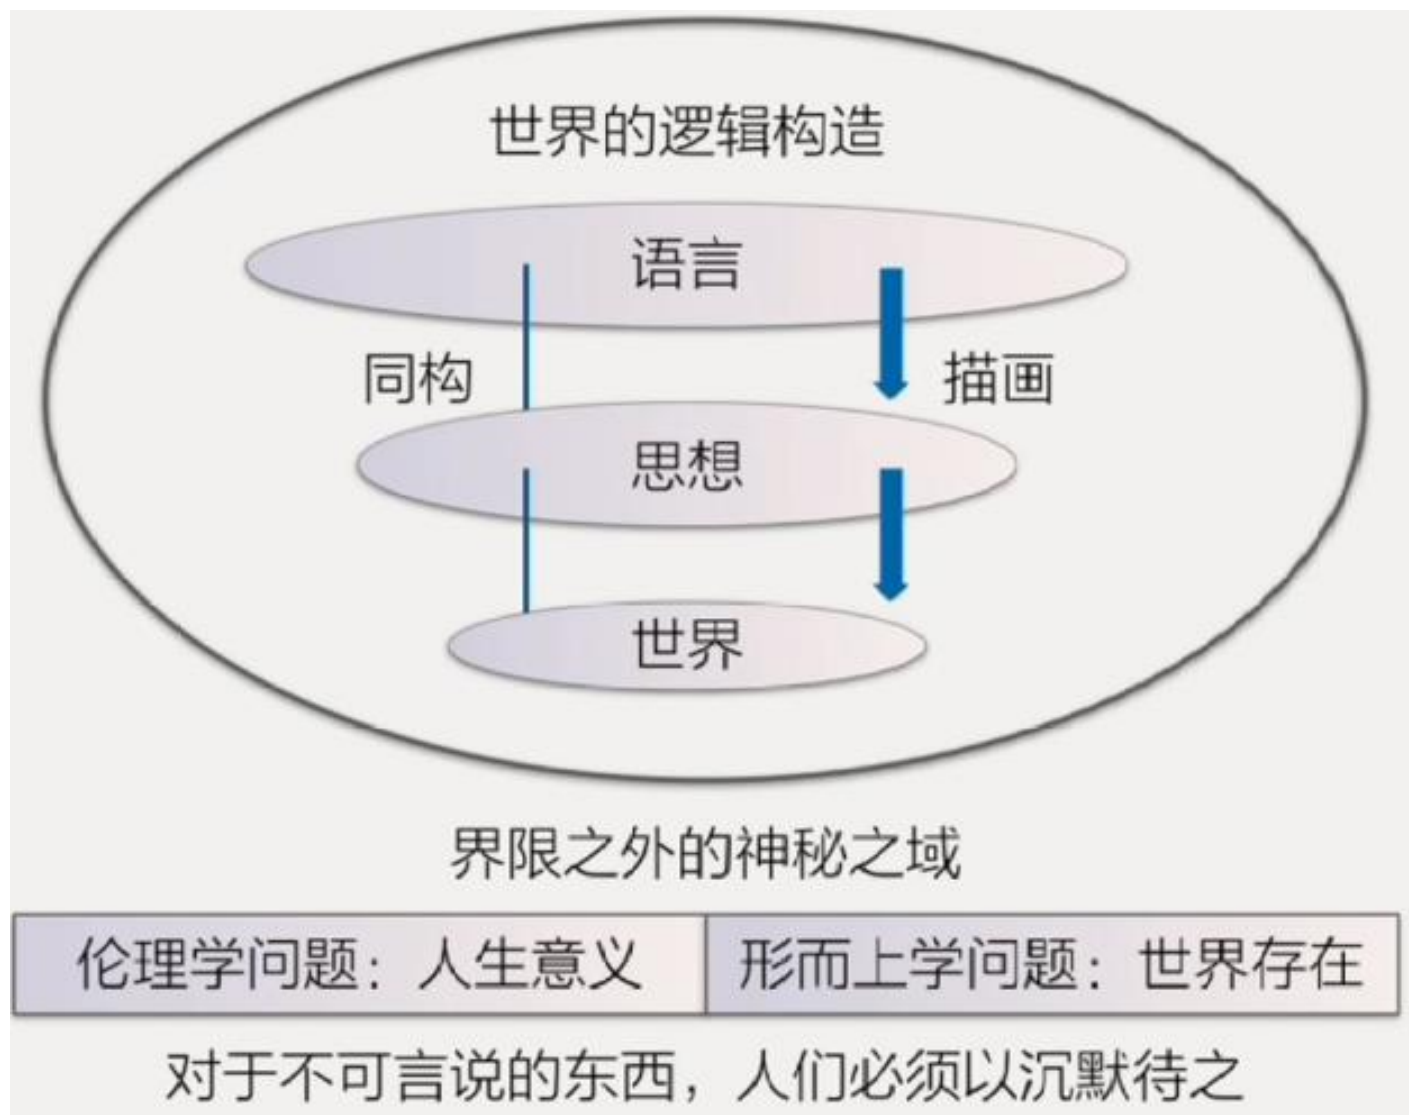 世界的逻辑构造
语言
同构
描画
思想
世界
界限之外的神秘之域
伦理学问题：人生意义
形而上学问题：世界存在
对于不可言说的东西，人们必须以沉默待之